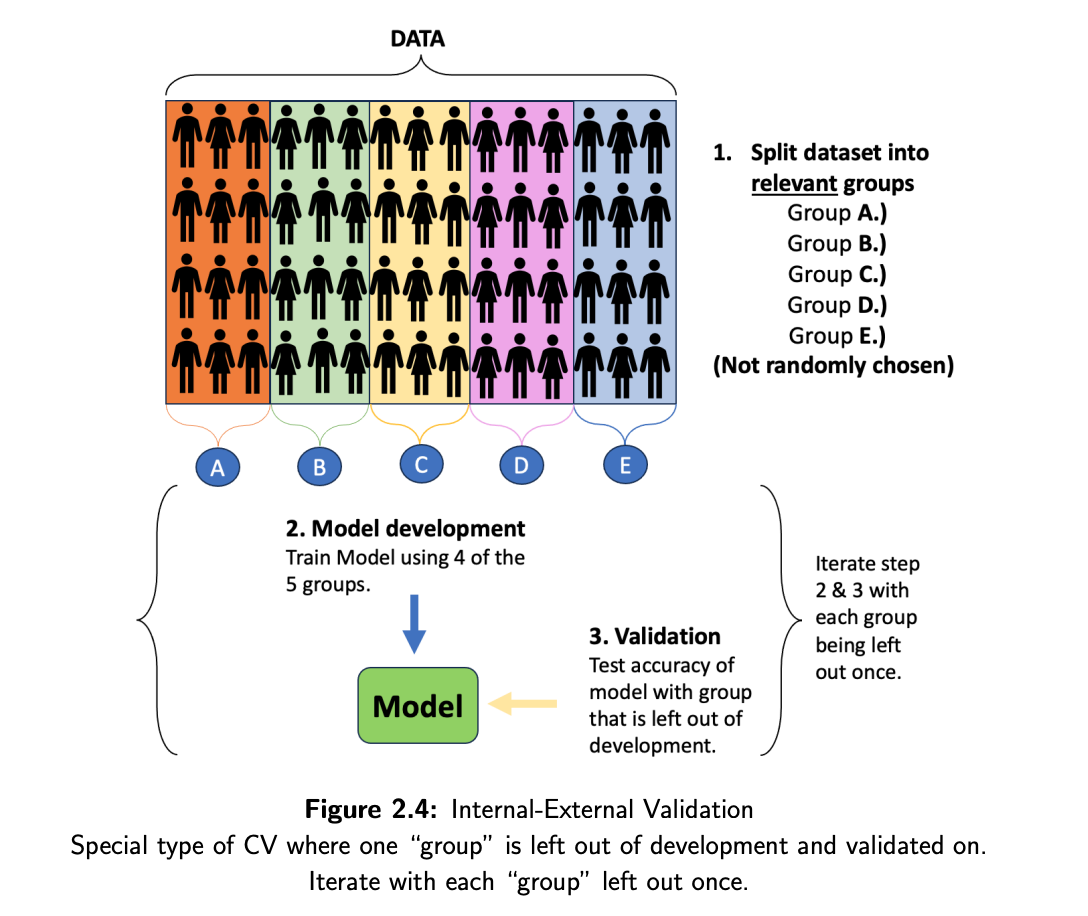 DATA
1. Split dataset into
relevant groups
Group A.)
Group B.)
Group C.)
Group D.)
Group E.)
(Not randomly chosen)
A
B
C
D
E
2. Model development
Train Model using 4 of the
5 groups.
Model
3. Validation
Test accuracy of
model with group
that is left out of
development.
Iterate step
2 & 3 with
each group
being left
out once.
Figure 2.4: Internal-External Validation
Special type of CV where one “group” is left out of development and validated on.
Iterate with each “group” left out once.